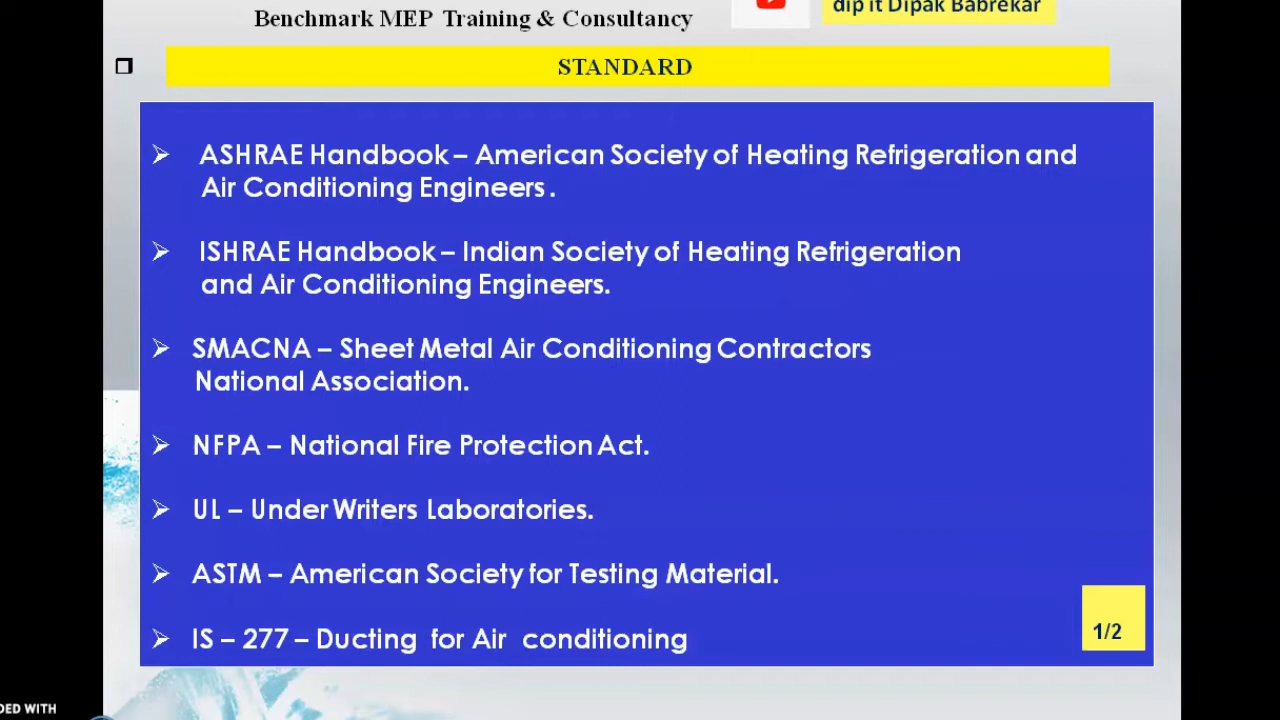 Benchmark MEP Training & Consultancy
dip it Dipak Babrekar
STANDARD
ASHRAE Handbook – American Society of Heating Refrigeration and
Air Conditioning Engineers .
ISHRAE Handbook – Indian Society of Heating Refrigeration
and Air Conditioning Engineers.
SMACNA – Sheet Metal Air Conditioning Contractors
National Association.
NFPA – National Fire Protection Act.
UL – Under Writers Laboratories.
ASTM – American Society for Testing Material.
IS – 277 – Ducting for Air conditioning
1/2
WITH